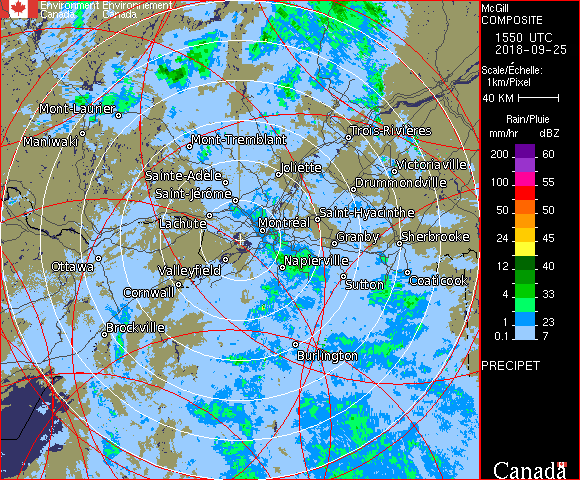 Environment Environnement
Canada Canada
McGill
COMPOSITE
1550 UTC
2018-09-25
Scale/Échelle:
1km/Pixel
40 KM
Rain/Pluie
mm/hr dBZ
200 60
100 55
50 50
24 45
12 40
4 33
1 23
0.1 7
PRECIPET
Canada
Mont-Laurier
Maniwaki
Mont-Tremblant
Trois-Rivières
Joliette
Victoriaville
Sainte-Adèle
Drummondville
Saint-Jérôme
Lachute
Saint-Hyacinthe
Montréal
Granby
Sherbrooke
Ottawa
Valleyfield
Napierville
Cornwall
Sutton
Coaticook
Brockville
Burlington